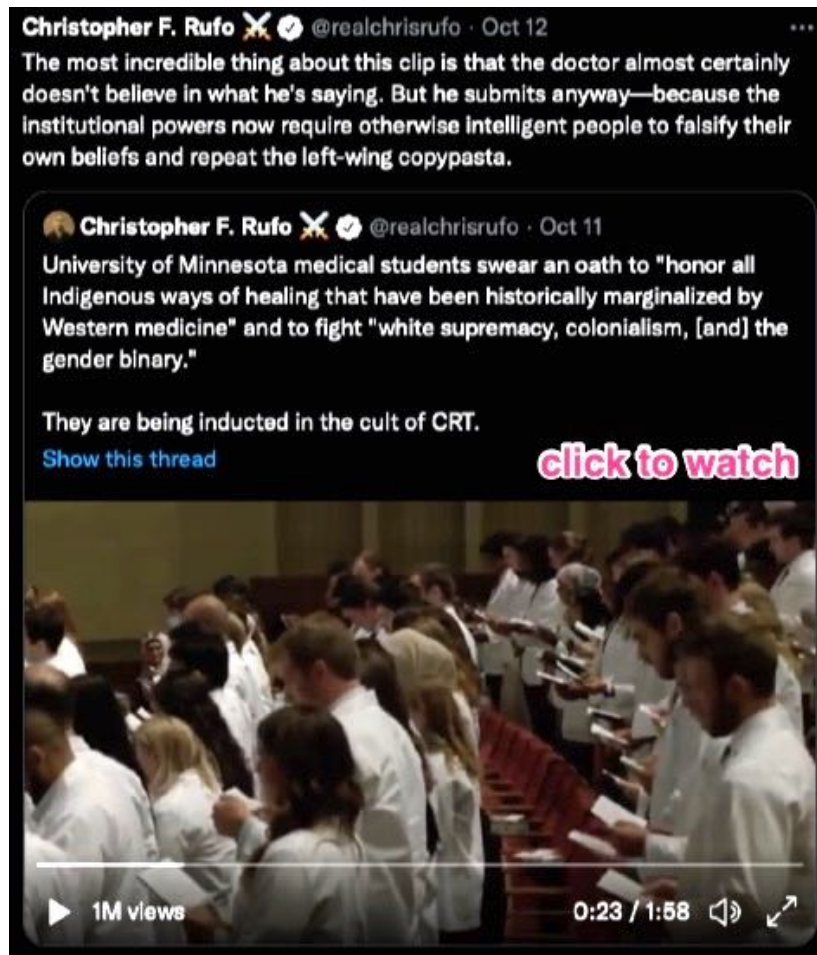 Christopher F. Rufo ⚔️ @realchrisrufo · Oct 12
The most incredible thing about this clip is that the doctor almost certainly
doesn't believe in what he's saying. But he submits anyway—because the
institutional powers now require otherwise intelligent people to falsify their
own beliefs and repeat the left-wing copypasta.
Christopher F. Rufo ⚔️ @realchrisrufo · Oct 11
University of Minnesota medical students swear an oath to "honor all
Indigenous ways of healing that have been historically marginalized by
Western medicine" and to fight "white supremacy, colonialism, [and] the
gender binary."
They are being inducted in the cult of CRT.
Show this thread
click to watch
1M views
0:23 / 1:58